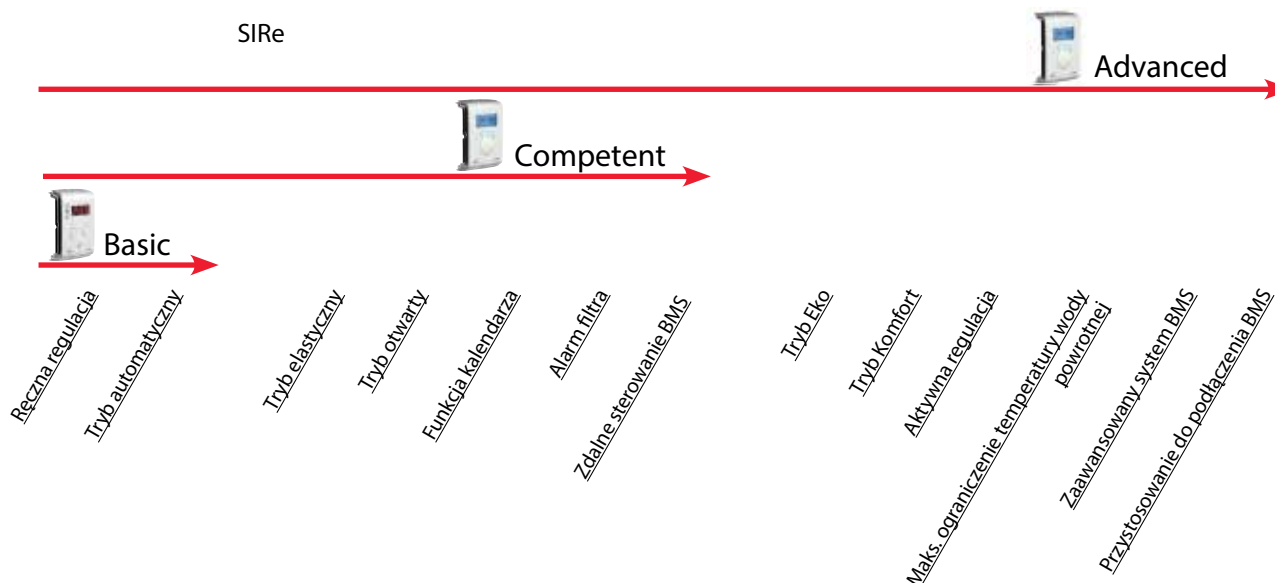 SIRe
Advanced
Competent
Basic
Ręczna regulacja
Tryb automatyczny
Tryb elastyczny
Tryb otwarty
Funkcja kalendarza
Alarm filtra
Zdalne sterowanie BMS
Tryb Eko
Tryb Komfort
Aktywna regulacja
Maks. ograniczenie temperatury wody
powrotnej
Zaawansowany system BMS
Przystosowanie do podłączenia BMS